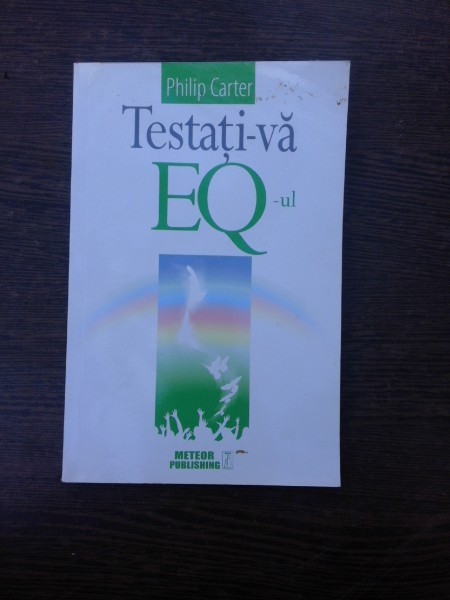 Philip Carter
Testați-vă
EQ-ul
METEOR
PUBLISHING